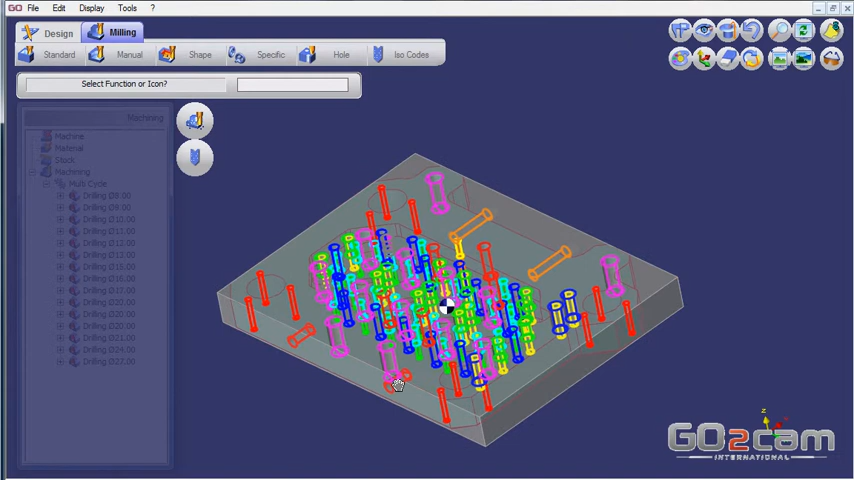 GO File Edit Display Tools ?
Design Milling
Standard Manual Shape Specific Hole Iso Codes
Select Function or Icon?
Machining
Machine
Material
Stock
Machining
Multi Cycle
Drilling Ø8.00
Drilling Ø9.00
Drilling Ø10.00
Drilling Ø11.00
Drilling Ø12.00
Drilling Ø13.00
Drilling Ø15.00
Drilling Ø16.00
Drilling Ø17.00
Drilling Ø20.00
Drilling Ø21.00
Drilling Ø24.00
Drilling Ø27.00
z
GO2cam
INTERNATIONAL